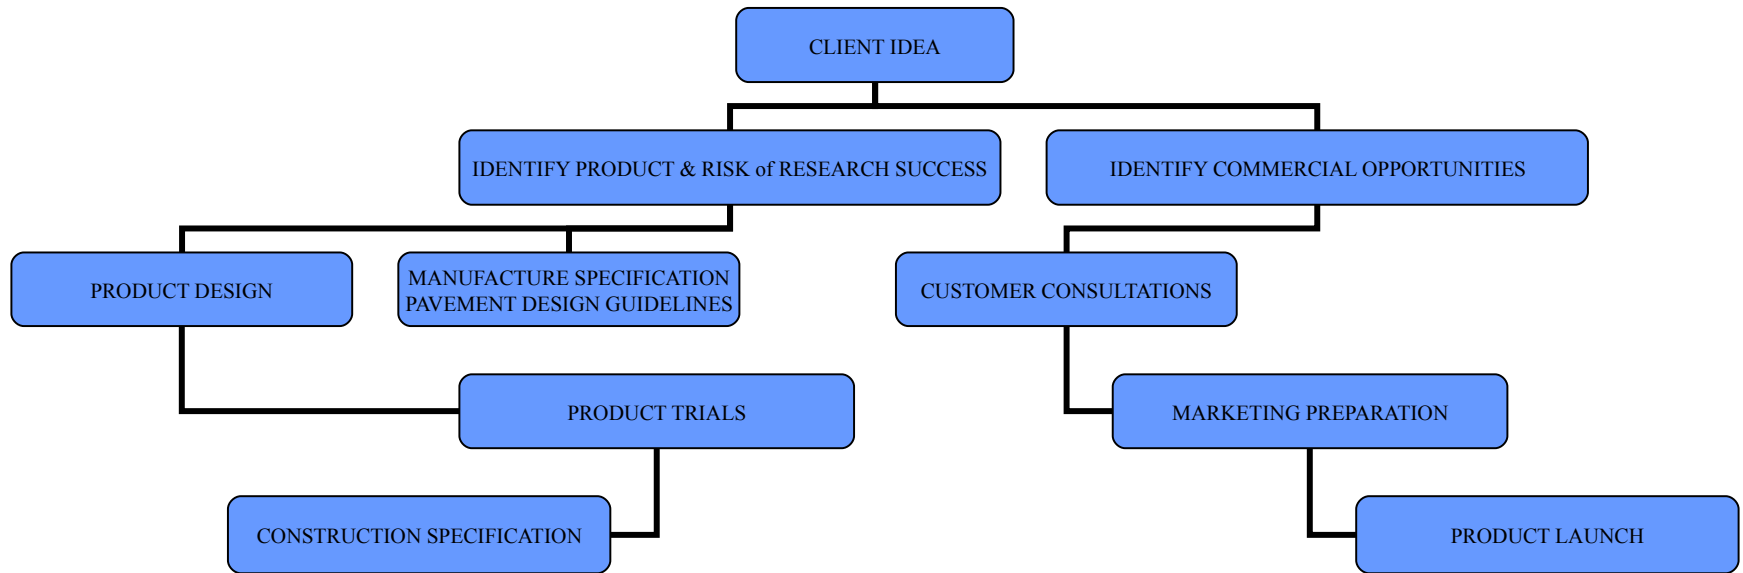 CLIENT IDEA
IDENTIFY PRODUCT & RISK of RESEARCH SUCCESS
IDENTIFY COMMERCIAL OPPORTUNITIES
PRODUCT DESIGN
MANUFACTURE SPECIFICATION
PAVEMENT DESIGN GUIDELINES
CUSTOMER CONSULTATIONS
PRODUCT TRIALS
MARKETING PREPARATION
CONSTRUCTION SPECIFICATION
PRODUCT LAUNCH